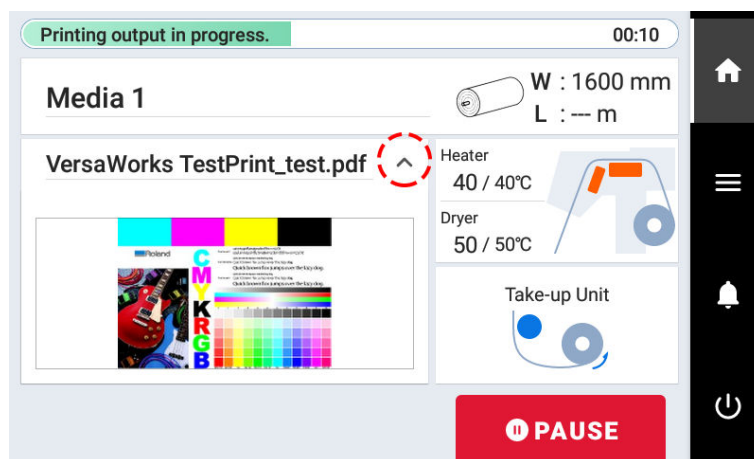 Printing output in progress. 00:10
Media 1
W : 1600 mm
L : --- m
VersaWorks TestPrint_test.pdf
Heater
40 / 40℃
Dryer
50 / 50℃
Roland
C
M
Y
K
R
G
B
Quick brown fox jumps over the lazy dog.
Quick brown fox jumps over the lazy dog.
Take-up Unit
PAUSE